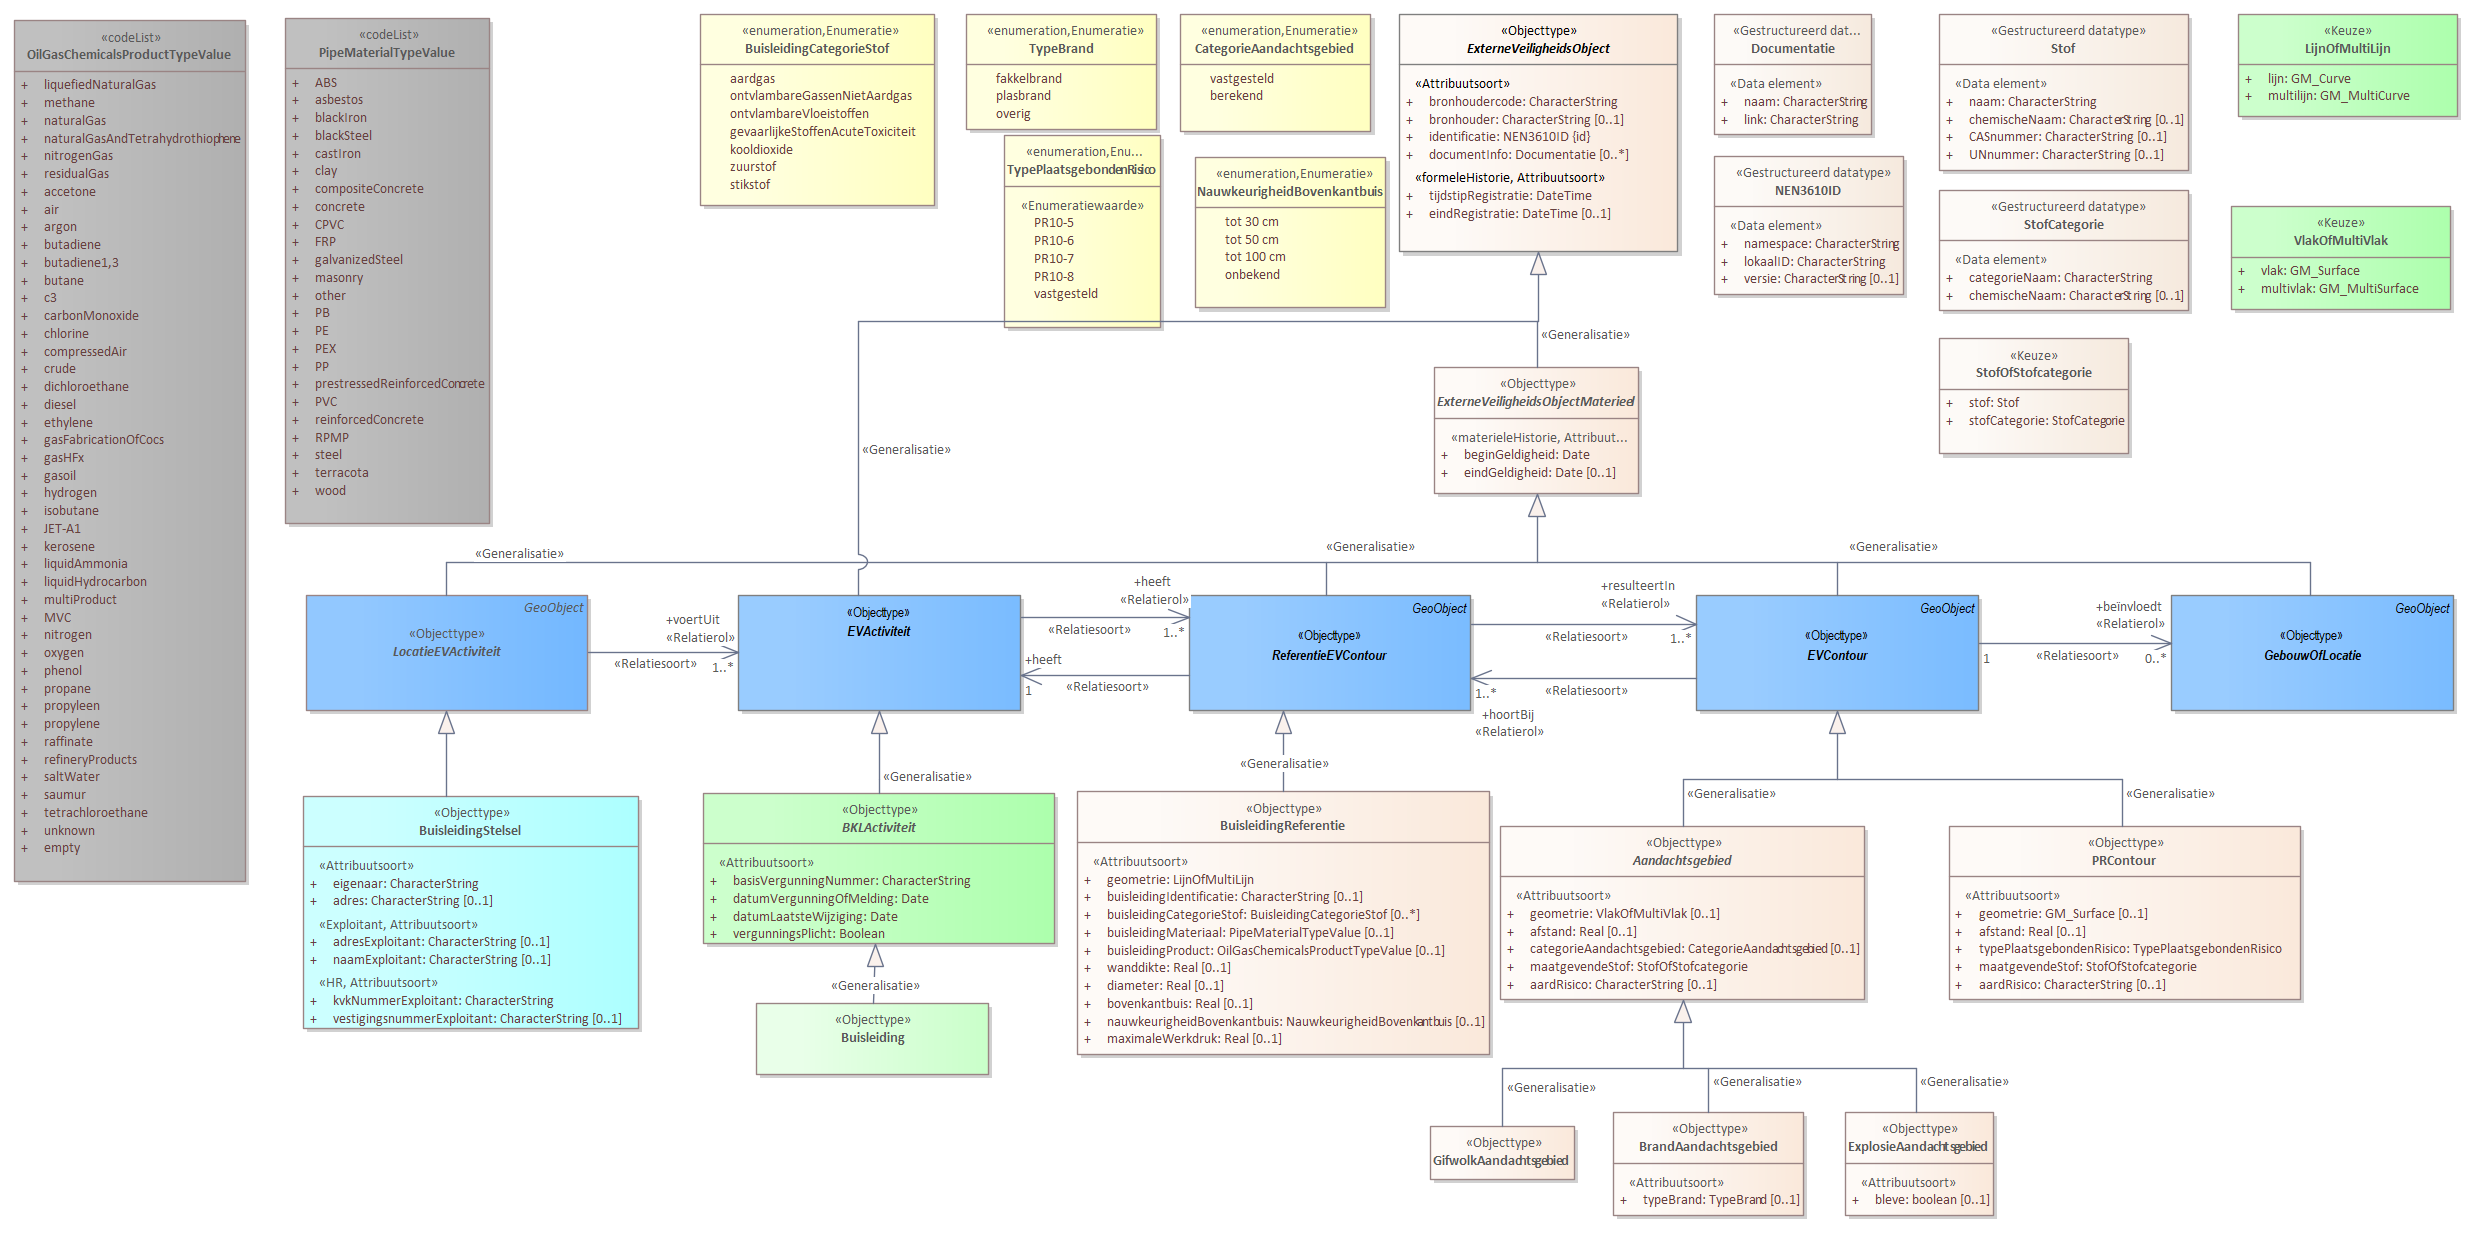 «codeList»
OilGasChemicalsProductTypeValue
+ liquefiedNaturalGas
+ methane
+ naturalGas
+ naturalGasAndTetrahydrothiophene
+ nitrogenGas
+ residualGas
+ accetone
+ air
+ argon
+ butadiene
+ butadiene1,3
+ butane
+ c3
+ carbonMonoxide
+ chlorine
+ compressedAir
+ crude
+ dichloroethane
+ diesel
+ ethylene
+ gasFabricationOfCocs
+ gasHFx
+ gasoil
+ hydrogen
+ isobutane
+ JET-A1
+ kerosene
+ liquidAmmonia
+ liquidHydrocarbon
+ multiProduct
+ MVC
+ nitrogen
+ oxygen
+ phenol
+ propane
+ propyleen
+ propylene
+ raffinate
+ refineryProducts
+ saltWater
+ saumur
+ tetrachloroethane
+ unknown
+ empty
«codeList»
PipeMaterialTypeValue
+ ABS
+ asbestos
+ blackIron
+ blackSteel
+ castIron
+ clay
+ compositeConcrete
+ concrete
+ CPVC
+ FRP
+ galvanizedSteel
+ masonry
+ other
+ PB
+ PE
+ PEX
+ PP
+ prestressedReinforcedConcrete
+ PVC
+ reinforcedConcrete
+ RPMP
+ steel
+ terracota
+ wood
«enumeration,Enumeratie»
BuisleidingCategorieStof
aardgas
ontvlambareGassenNietAardgas
ontvlambareVloeistoffen
gevaarlijkeStoffenAcuteToxiciteit
kooldioxide
zuurstof
stikstof
«enumeration,Enumeratie»
TypeBrand
fakkelbrand
plasbrand
overig
«enumeration,Enu...
TypePlaatsgebondenRisico
«Enumeratiewaarde»
PR10-5
PR10-6
PR10-7
PR10-8
vastgesteld
«enumeration,Enumeratie»
CategorieAandachtsgebied
vastgesteld
berekend
«enumeration,Enumeratie»
NauwkeurigheidBovenkantbuis
tot 30 cm
tot 50 cm
tot 100 cm
onbekend
«Objecttype»
ExterneVeiligheidsObject
«Attribuutsoort»
+ bronhoudercode: CharacterString
+ bronhouder: CharacterString [0..1]
+ identificatie: NEN3610ID {id}
+ documentInfo: Documentatie [0..*]
«formeleHistorie, Attribuutsoort»
+ tijdstipRegistratie: DateTime
+ eindRegistratie: DateTime [0..1]
«Gestructureerd dat...
Documentatie
«Data element»
+ naam: CharacterString
+ link: CharacterString
«Gestructureerd datatype»
NEN3610ID
«Data element»
+ namespace: CharacterString
+ lokaalID: CharacterString
+ versie: CharacterString [0..1]
«Gestructureerd datatype»
Stof
«Data element»
+ naam: CharacterString
+ chemischeNaam: CharacterString [0..1]
+ CASnummer: CharacterString [0..1]
+ UNnummer: CharacterString [0..1]
«Gestructureerd datatype»
StofCategorie
«Data element»
+ categorieNaam: CharacterString
+ chemischeNaam: CharacterString [0..1]
«Keuze»
StofOfStofcategorie
+ stof: Stof
+ stofCategorie: StofCategorie
«Keuze»
LijnOfMultiLijn
+ lijn: GM_Curve
+ multilijn: GM_MultiCurve
«Keuze»
VlakOfMultiVlak
+ vlak: GM_Surface
+ multivlak: GM_MultiSurface
«Generalisatie»
«Objecttype»
ExterneVeiligheidsObjectMaterieel
«materieleHistorie, Attribuut...
+ beginGeldigheid: Date
+ eindGeldigheid: Date [0..1]
«Generalisatie»
«Generalisatie»
«Generalisatie»
«Generalisatie»
GeoObject
«Objecttype»
LocatieEVActiviteit
+voertUit
«Relatierol»
«Relatiesoort»
1..*
«Objecttype»
EVActiviteit
+heeft
«Relatierol»
«Relatiesoort»
1..*
+heeft
1
«Relatiesoort»
GeoObject
«Objecttype»
ReferentieEVContour
+resulteertIn
«Relatierol»
«Relatiesoort»
1..*
1..*
«Relatiesoort»
+hoortBij
«Relatierol»
GeoObject
«Objecttype»
EVContour
+beïnvloedt
«Relatierol»
1
«Relatiesoort»
0..*
GeoObject
«Objecttype»
GebouwOfLocatie
«Objecttype»
BuisleidingStelsel
«Attribuutsoort»
+ eigenaar: CharacterString
+ adres: CharacterString [0..1]
«Exploitant, Attribuutsoort»
+ adresExploitant: CharacterString [0..1]
+ naamExploitant: CharacterString [0..1]
«HR, Attribuutsoort»
+ kvkNummerExploitant: CharacterString
+ vestigingsnummerExploitant: CharacterString [0..1]
«Generalisatie»
«Objecttype»
BKLActiviteit
«Attribuutsoort»
+ basisVergunningNummer: CharacterString
+ datumVergunningOfMelding: Date
+ datumLaatsteWijziging: Date
+ vergunningsPlicht: Boolean
«Generalisatie»
«Objecttype»
Buisleiding
«Generalisatie»
«Objecttype»
BuisleidingReferentie
«Attribuutsoort»
+ geometrie: LijnOfMultiLijn
+ buisleidingIdentificatie: CharacterString [0..1]
+ buisleidingCategorieStof: BuisleidingCategorieStof [0..*]
+ buisleidingMateriaal: PipeMaterialTypeValue [0..1]
+ buisleidingProduct: OilGasChemicalsProductTypeValue [0..1]
+ wanddikte: Real [0..1]
+ diameter: Real [0..1]
+ bovenkantbuis: Real [0..1]
+ nauwkeurigheidBovenkantbuis: NauwkeurigheidBovenkantbuis [0..1]
+ maximaleWerkdruk: Real [0..1]
«Generalisatie»
«Generalisatie»
«Objecttype»
Aandachtsgebied
«Attribuutsoort»
+ geometrie: VlakOfMultiVlak [0..1]
+ afstand: Real [0..1]
+ categorieAandachtsgebied: CategorieAandachtsgebied [0..1]
+ maatgevendeStof: StofOfStofcategorie
+ aardRisico: CharacterString [0..1]
«Objecttype»
PRContour
«Attribuutsoort»
+ geometrie: GM_Surface [0..1]
+ afstand: Real [0..1]
+ typePlaatsgebondenRisico: TypePlaatsgebondenRisico
+ maatgevendeStof: StofOfStofcategorie
+ aardRisico: CharacterString [0..1]
«Generalisatie»
«Generalisatie»
«Generalisatie»
«Objecttype»
GifwolkAandachtsgebied
«Objecttype»
BrandAandachtsgebied
«Attribuutsoort»
+ typeBrand: TypeBrand [0..1]
«Objecttype»
ExplosieAandachtsgebied
«Attribuutsoort»
+ bleve: boolean [0..1]